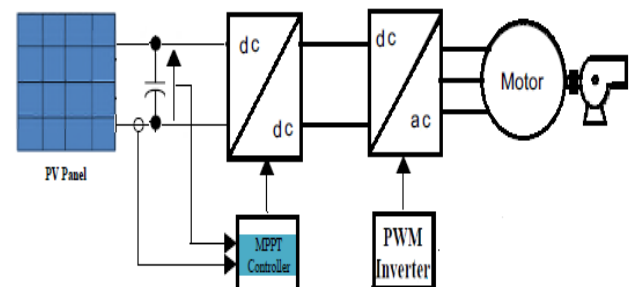 dc
dc
dc
ac
Motor
PV Panel
MPPT
Controller
PWM
Inverter